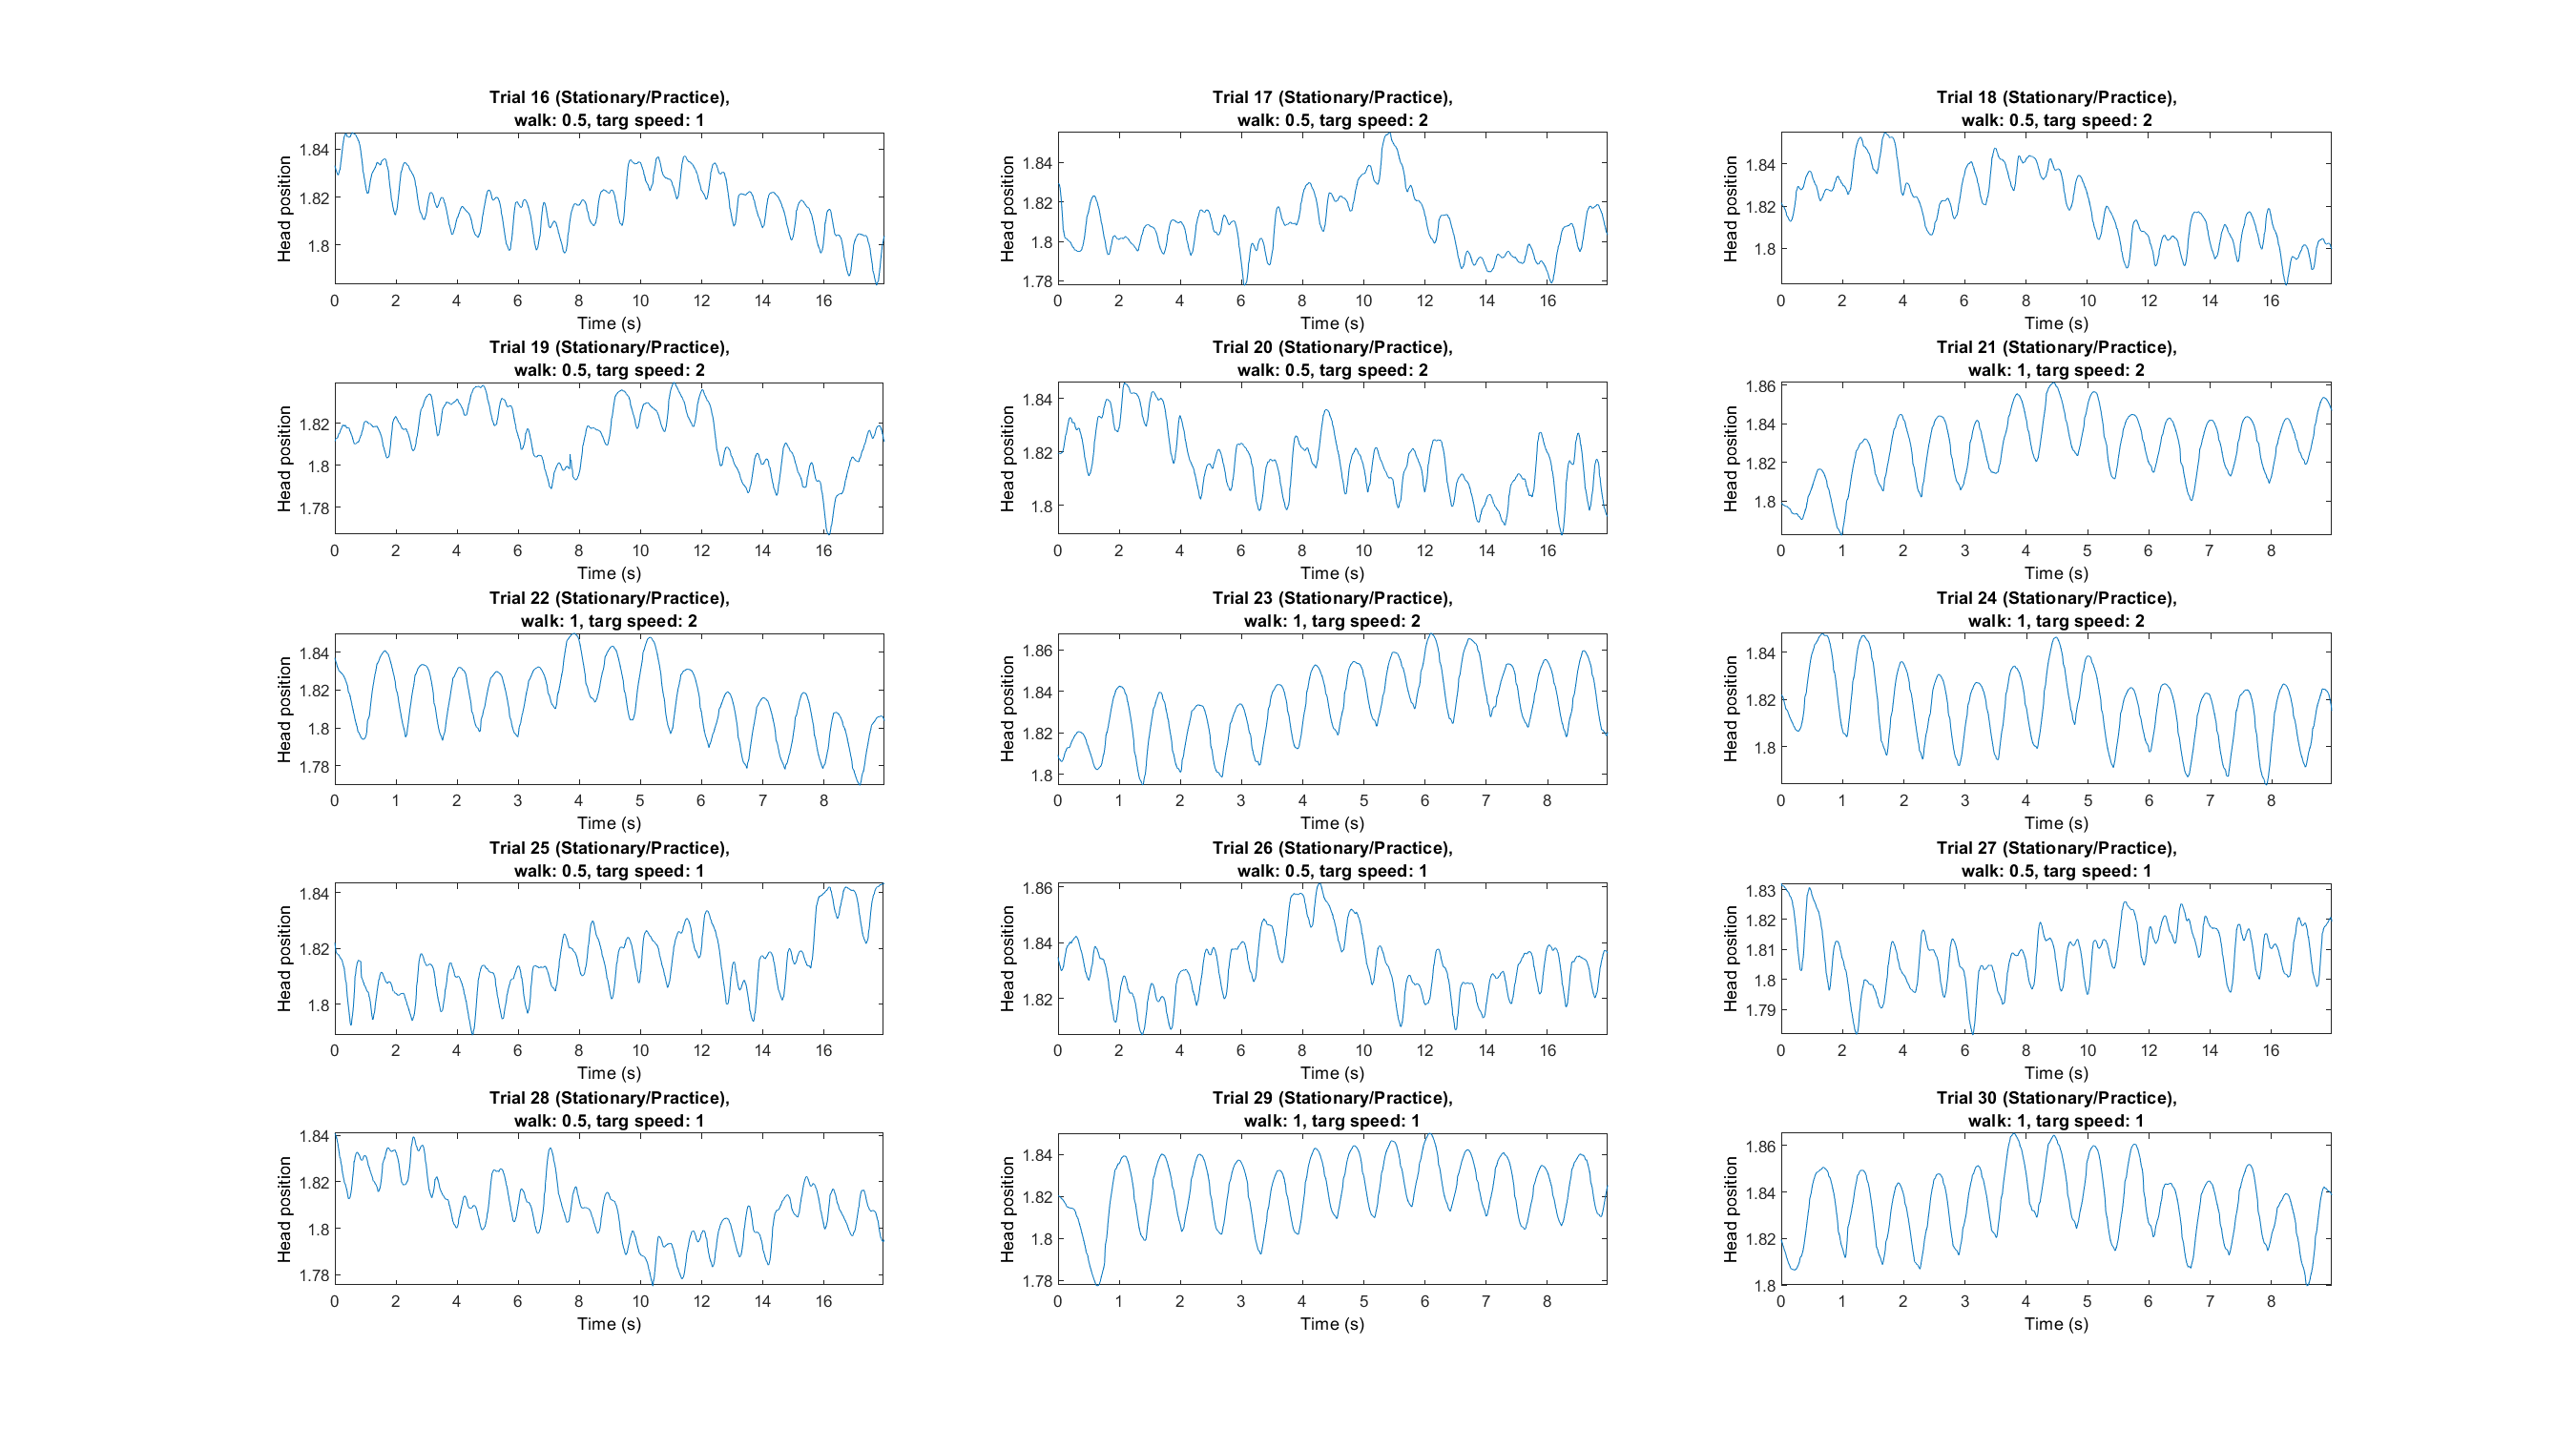 Trial 16 (Stationary/Practice),
walk: 0.5, targ speed: 1
Head position
1.84
1.82
1.8
0 2 4 6 8 10 12 14 16
Time (s)
Trial 17 (Stationary/Practice),
walk: 0.5, targ speed: 2
Head position
1.84
1.82
1.8
1.78
0 2 4 6 8 10 12 14 16
Time (s)
Trial 18 (Stationary/Practice),
walk: 0.5, targ speed: 2
Head position
1.84
1.82
1.8
0 2 4 6 8 10 12 14 16
Time (s)
Trial 19 (Stationary/Practice),
walk: 0.5, targ speed: 2
Head position
1.82
1.8
1.78
0 2 4 6 8 10 12 14 16
Time (s)
Trial 20 (Stationary/Practice),
walk: 0.5, targ speed: 2
Head position
1.84
1.82
1.8
0 2 4 6 8 10 12 14 16
Time (s)
Trial 21 (Stationary/Practice),
walk: 1, targ speed: 2
Head position
1.86
1.84
1.82
1.8
0 1 2 3 4 5 6 7 8
Time (s)
Trial 22 (Stationary/Practice),
walk: 1, targ speed: 2
Head position
1.84
1.82
1.8
1.78
0 1 2 3 4 5 6 7 8
Time (s)
Trial 23 (Stationary/Practice),
walk: 1, targ speed: 2
Head position
1.86
1.84
1.82
1.8
0 1 2 3 4 5 6 7 8
Time (s)
Trial 24 (Stationary/Practice),
walk: 1, targ speed: 2
Head position
1.84
1.82
1.8
0 1 2 3 4 5 6 7 8
Time (s)
Trial 25 (Stationary/Practice),
walk: 0.5, targ speed: 1
Head position
1.84
1.82
1.8
0 2 4 6 8 10 12 14 16
Time (s)
Trial 26 (Stationary/Practice),
walk: 0.5, targ speed: 1
Head position
1.86
1.84
1.82
0 2 4 6 8 10 12 14 16
Time (s)
Trial 27 (Stationary/Practice),
walk: 0.5, targ speed: 1
Head position
1.83
1.82
1.81
1.8
1.79
0 2 4 6 8 10 12 14 16
Time (s)
Trial 28 (Stationary/Practice),
walk: 0.5, targ speed: 1
Head position
1.84
1.82
1.8
1.78
0 2 4 6 8 10 12 14 16
Time (s)
Trial 29 (Stationary/Practice),
walk: 1, targ speed: 1
Head position
1.84
1.82
1.8
1.78
0 1 2 3 4 5 6 7 8
Time (s)
Trial 30 (Stationary/Practice),
walk: 1, targ speed: 1
Head position
1.86
1.84
1.82
1.8
0 1 2 3 4 5 6 7 8
Time (s)